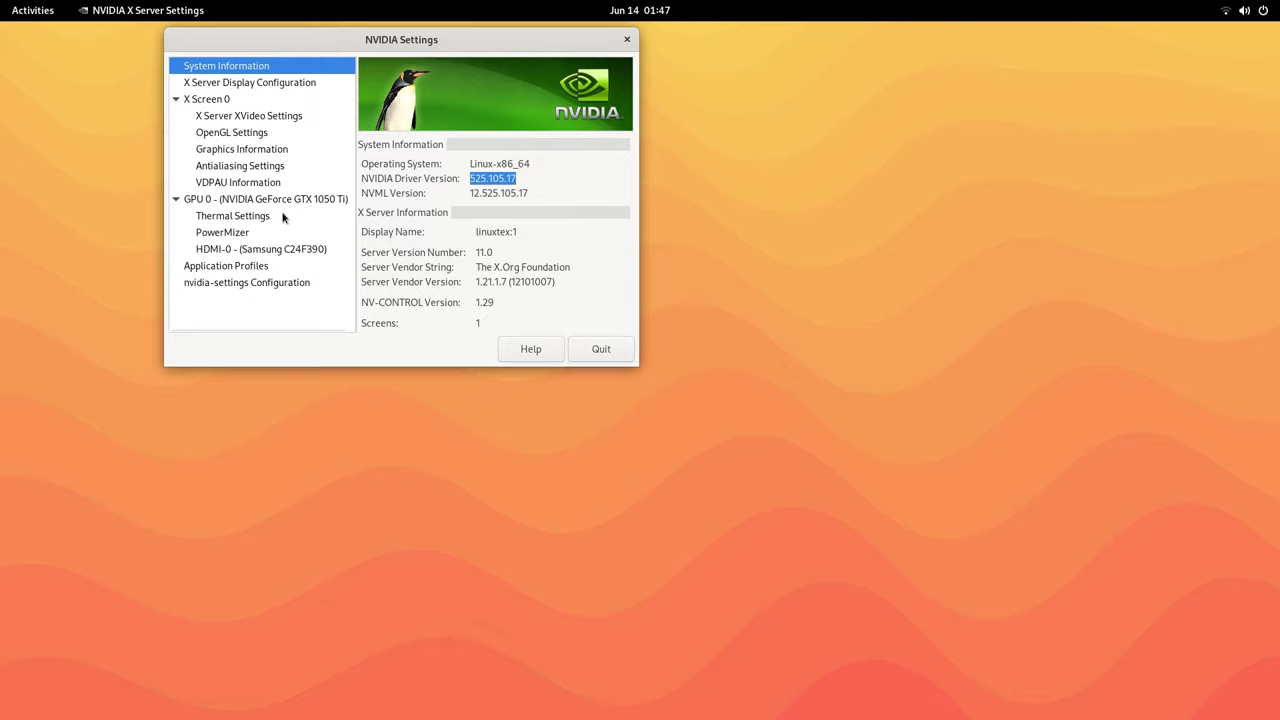 Activities
NVIDIA X Server Settings
Jun 14 01:47
NVIDIA Settings
×
System Information
X Server Display Configuration
X Screen 0
X Server XVideo Settings
OpenGL Settings
Graphics Information
Antialiasing Settings
VDPAU Information
GPU 0 - (NVIDIA GeForce GTX 1050 Ti)
Thermal Settings
PowerMizer
HDMI-0 - (Samsung C24F390)
Application Profiles
nvidia-settings Configuration
NVIDIA.
System Information
Operating System: Linux-x86_64
NVIDIA Driver Version: 525.105.17
NVML Version: 12.525.105.17
X Server Information
Display Name: linuxtex:1
Server Version Number: 11.0
Server Vendor String: The X.Org Foundation
Server Vendor Version: 1.21.1.7 (12101007)
NV-CONTROL Version: 1.29
Screens: 1
Help
Quit